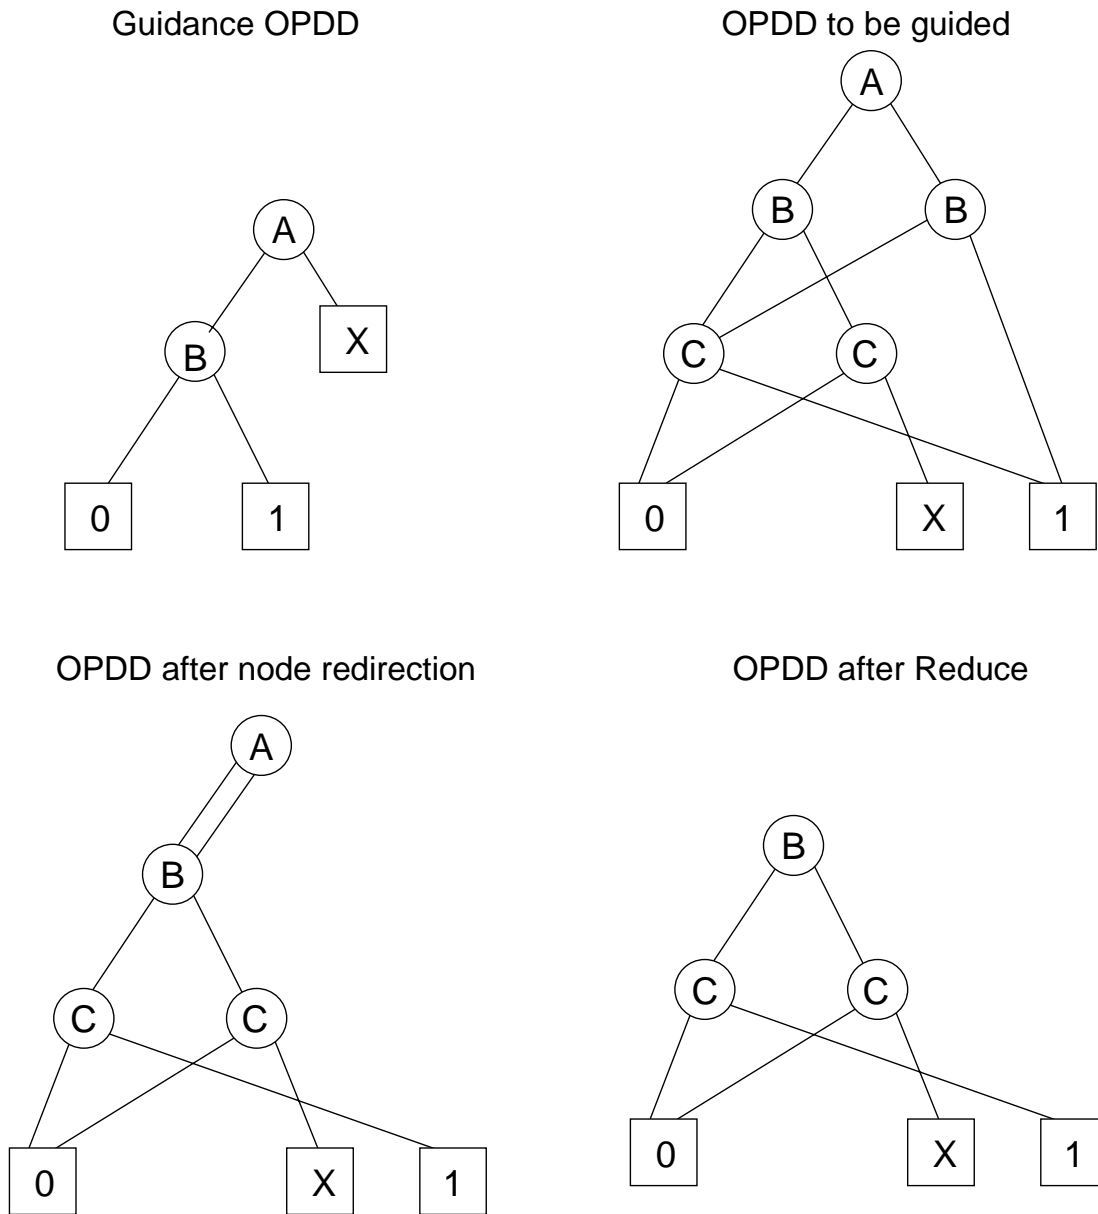 Guidance OPDD
A
B
X
0
1
OPDD to be guided
A
B
B
C
C
0
X
1
OPDD after node redirection
A
B
C
C
0
X
1
OPDD after Reduce
B
C
C
0
X
1